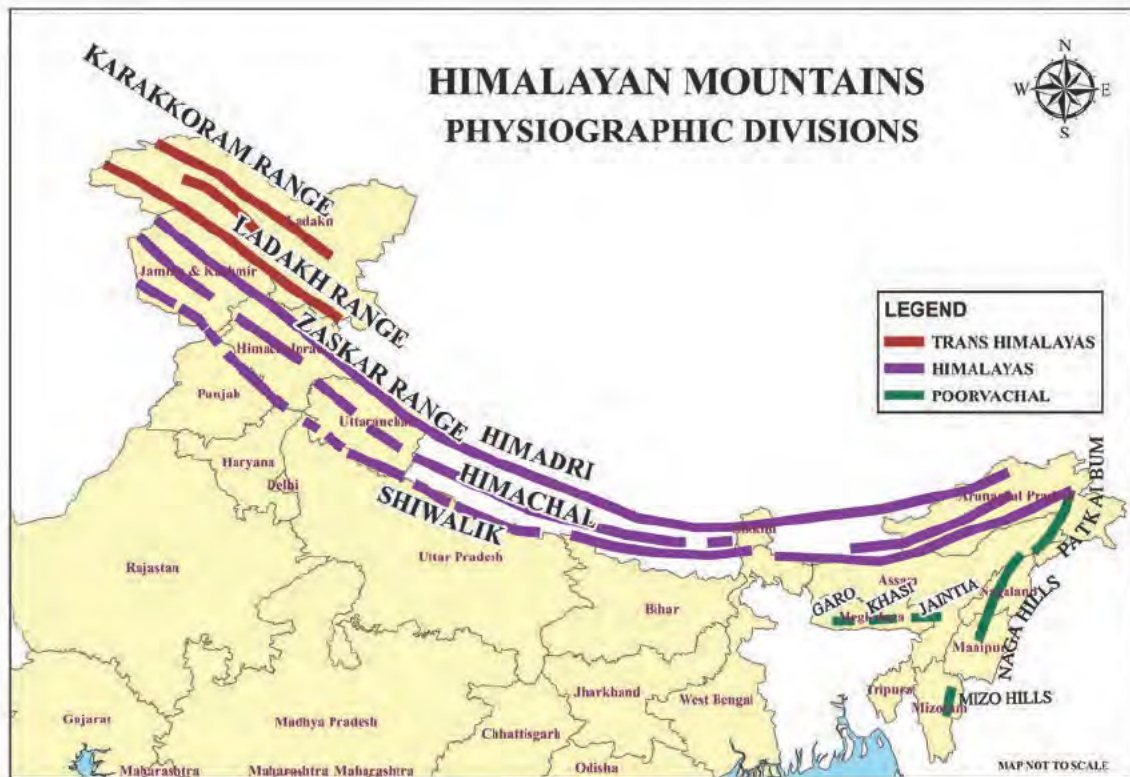 HIMALAYAN MOUNTAINS
PHYSIOGRAPHIC DIVISIONS
N
W E
S
KARAKKORAM RANGE
Ladakh
LADAKH RANGE
Jammu & Kashmir
ZASKAR RANGE
Punjab
Uttaranchal
Haryana
Delhi
HIMADRI
HIMACHAL
SHIWALIK
LEGEND
TRANS HIMALAYAS
HIMALAYAS
POORVACHAL
Arunachal Pradesh
PATKAI BUM
Rajastan
Uttar Pradesh
Bihar
Assam
Nagaland
GARO
KHASI
JAINTIA
Meghalaya
Manipur
NAGA HILLS
Tripura
Mizoram
MIZO HILLS
Gujarat
Madhya Pradesh
Jharkhand
West Bengal
Chhattisgarh
Maharashtra
Maharashtra Maharashtra
Odisha
MAP NOT TO SCALE